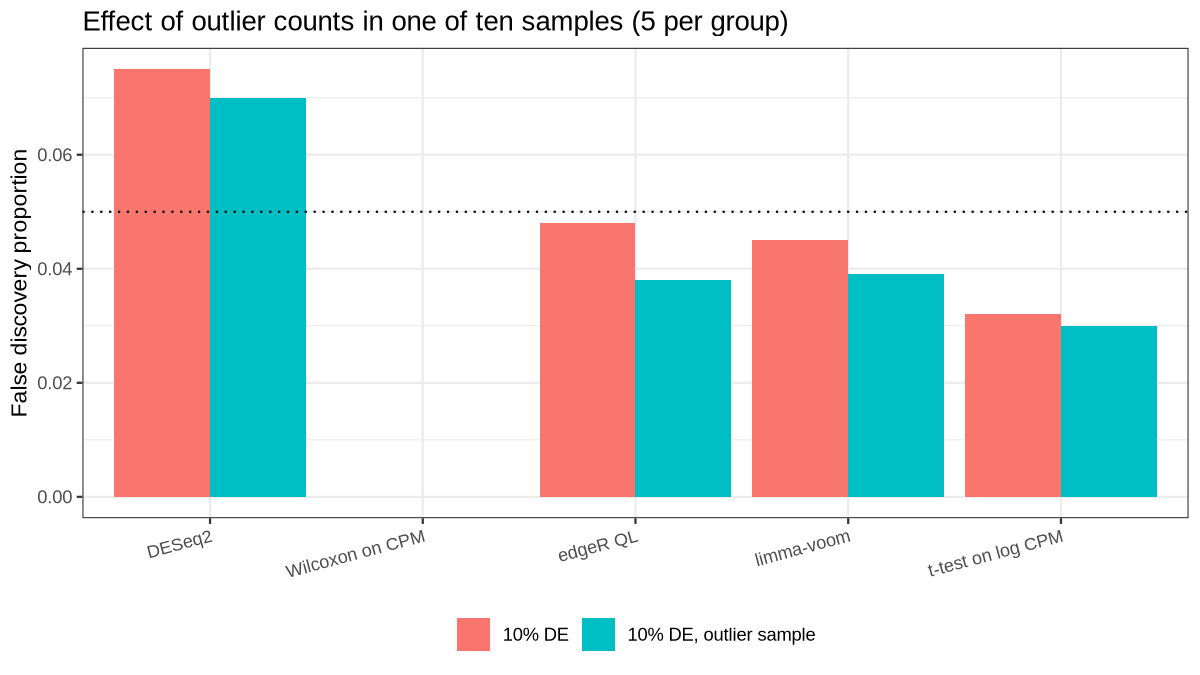 Effect of outlier counts in one of ten samples (5 per group)
False discovery proportion
0.06
0.04
0.02
0.00
DESeq2
Wilcoxon on CPM
edgeR QL
limma-voom
t-test on log CPM
10% DE
10% DE, outlier sample